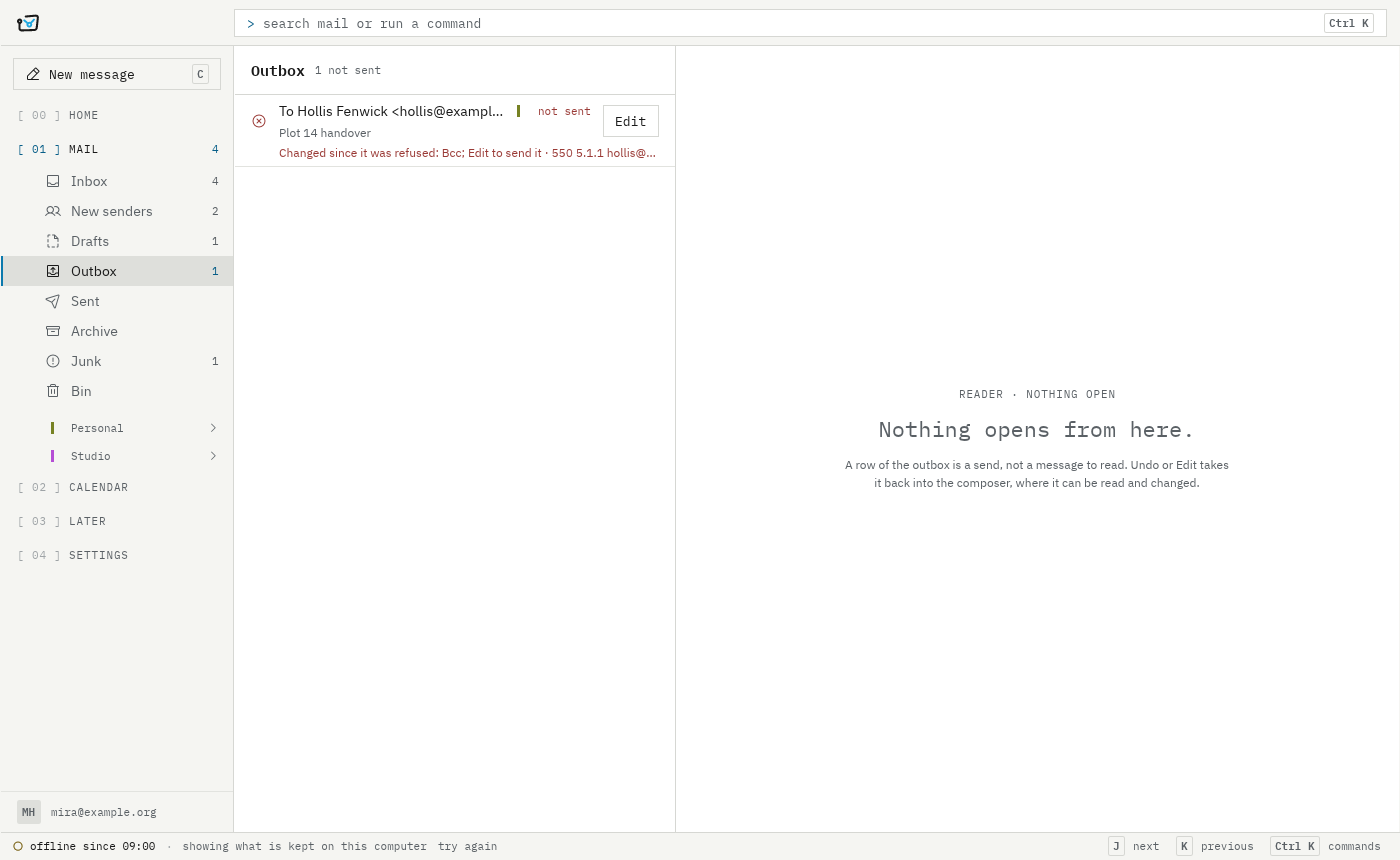 > search mail or run a command Ctrl K
New message C
[ 00 ] HOME
[ 01 ] MAIL 4
Inbox 4
New senders 2
Drafts 1
Outbox 1
Sent
Archive
Junk 1
Bin
Personal
Studio
[ 02 ] CALENDAR
[ 03 ] LATER
[ 04 ] SETTINGS
MH mira@example.org
Outbox 1 not sent
To Hollis Fenwick <hollis@exampl... not sent
Edit
Plot 14 handover
Changed since it was refused: Bcc; Edit to send it · 550 5.1.1 hollis@...
READER · NOTHING OPEN
Nothing opens from here.
A row of the outbox is a send, not a message to read. Undo or Edit takes
it back into the composer, where it can be read and changed.
offline since 09:00 · showing what is kept on this computer try again
J next K previous Ctrl K commands